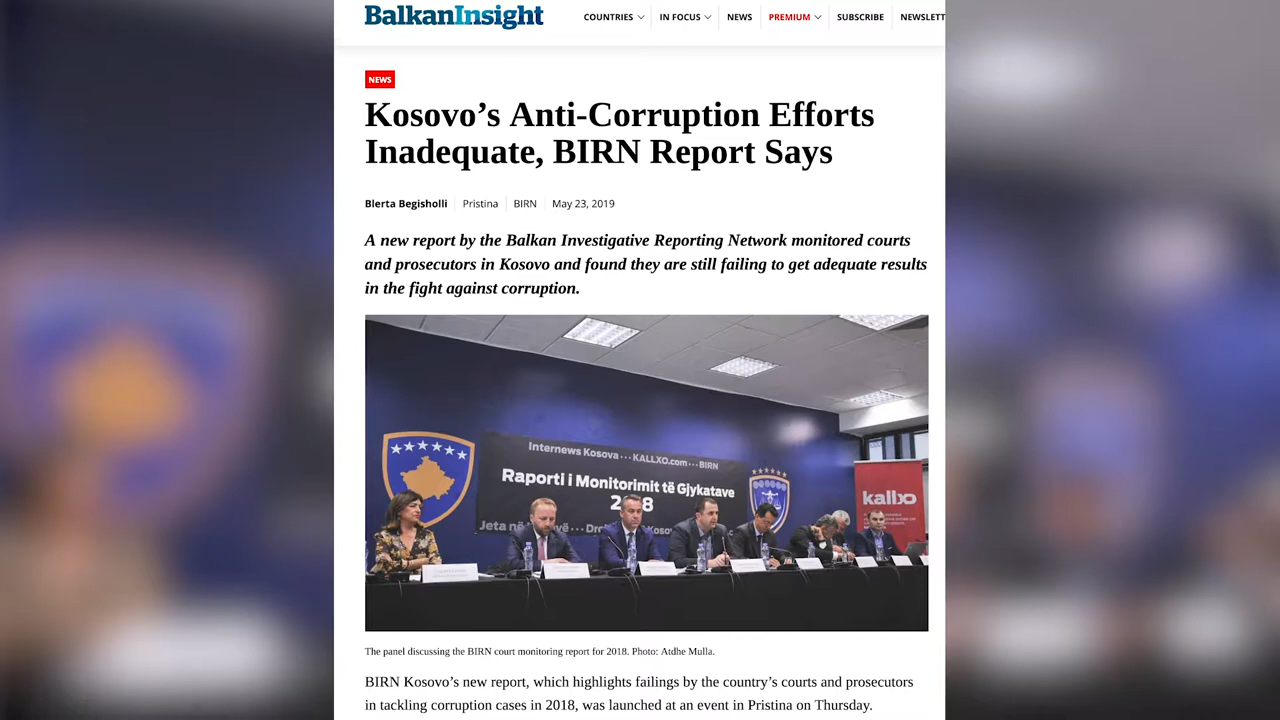 BalkanInsight
COUNTRIES IN FOCUS NEWS PREMIUM SUBSCRIBE NEWSLETT
NEWS
Kosovo’s Anti-Corruption Efforts
Inadequate, BIRN Report Says
Blerta Begisholli Pristina BIRN May 23, 2019
A new report by the Balkan Investigative Reporting Network monitored courts
and prosecutors in Kosovo and found they are still failing to get adequate results
in the fight against corruption.
Internews Kosova ··· KALLXO.com ··· BIRN
Raporti i Monitorimit të Gjykatave
2018
Jeta në
kallxo
The panel discussing the BIRN court monitoring report for 2018. Photo: Atdhe Mulla.
BIRN Kosovo’s new report, which highlights failings by the country’s courts and prosecutors
in tackling corruption cases in 2018, was launched at an event in Pristina on Thursday.